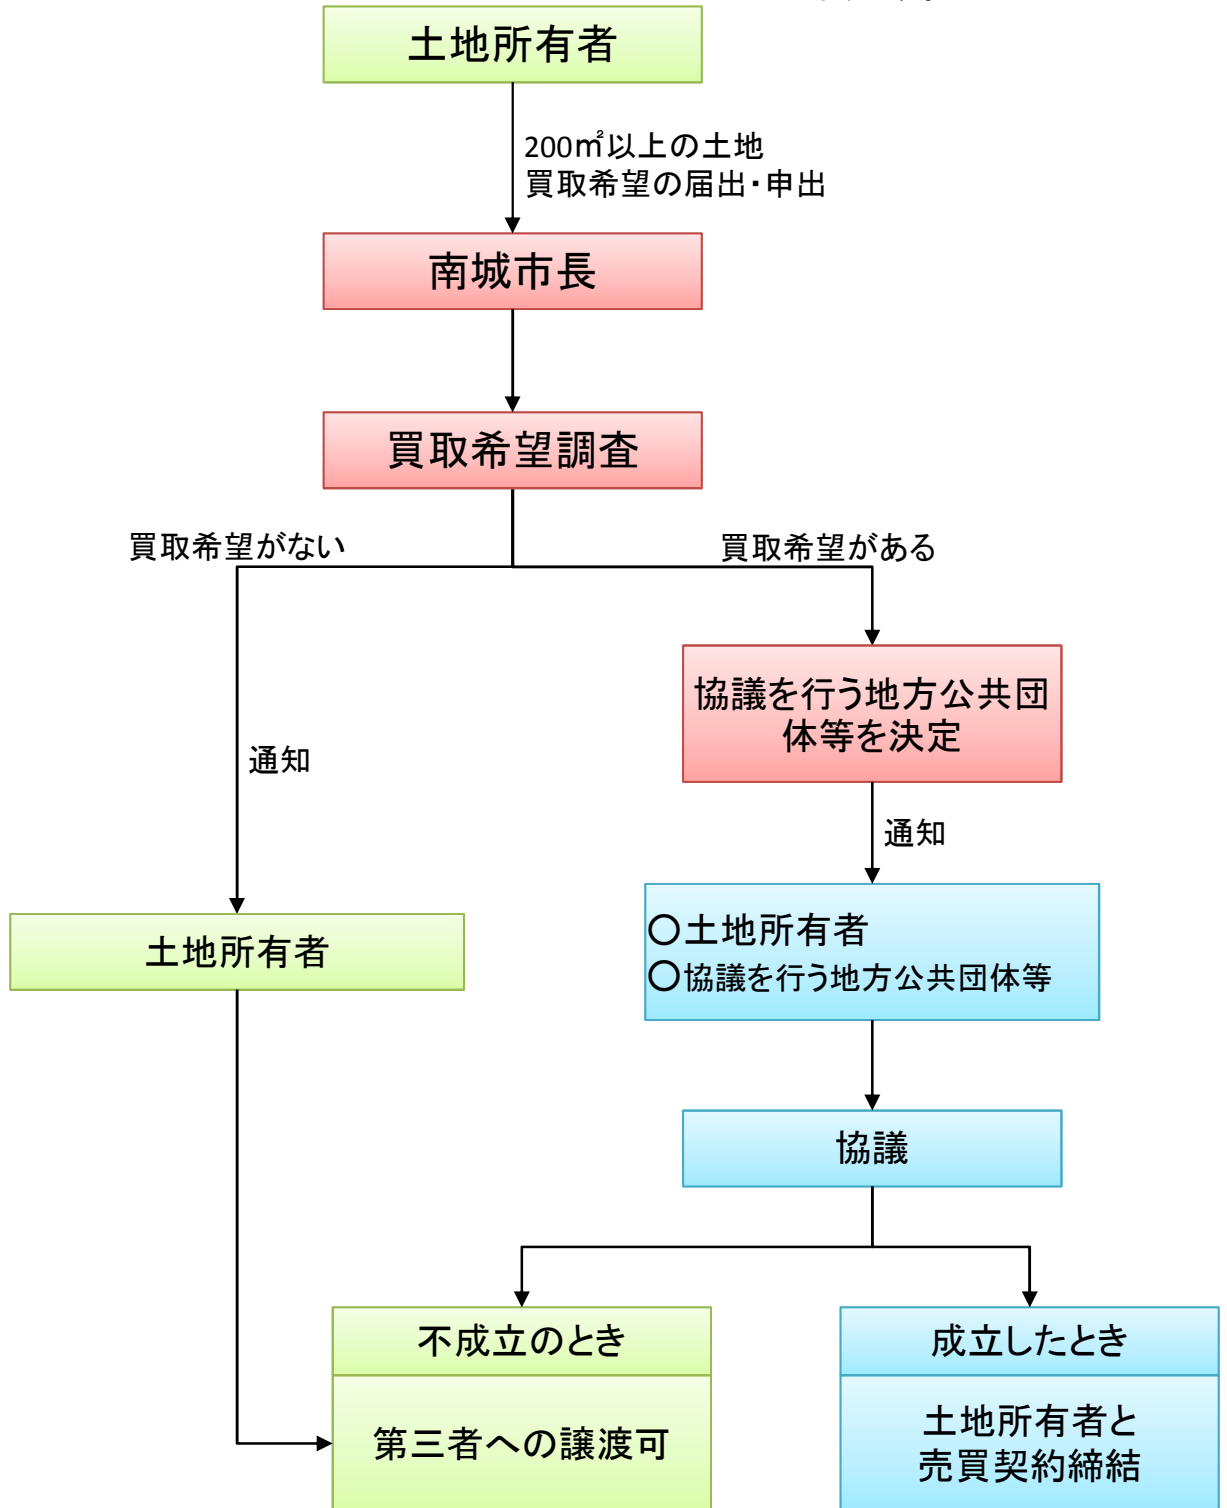 土地所有者
200㎡以上の土地
買取希望の届出・申出
南城市長
買取希望調査
買取希望がない
買取希望がある
協議を行う地方公共団
体等を決定
通知
通知
〇土地所有者
〇協議を行う地方公共団体等
土地所有者
協議
不成立のとき
第三者への譲渡可
成立したとき
土地所有者と
売買契約締結